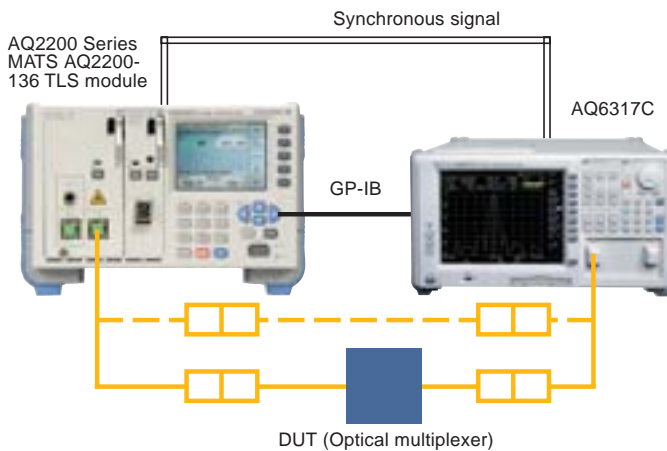 Synchronous signal
AQ2200 Series
MATS AQ2200-
136 TLS module
AQ6317C
GP-IB
DUT (Optical multiplexer)